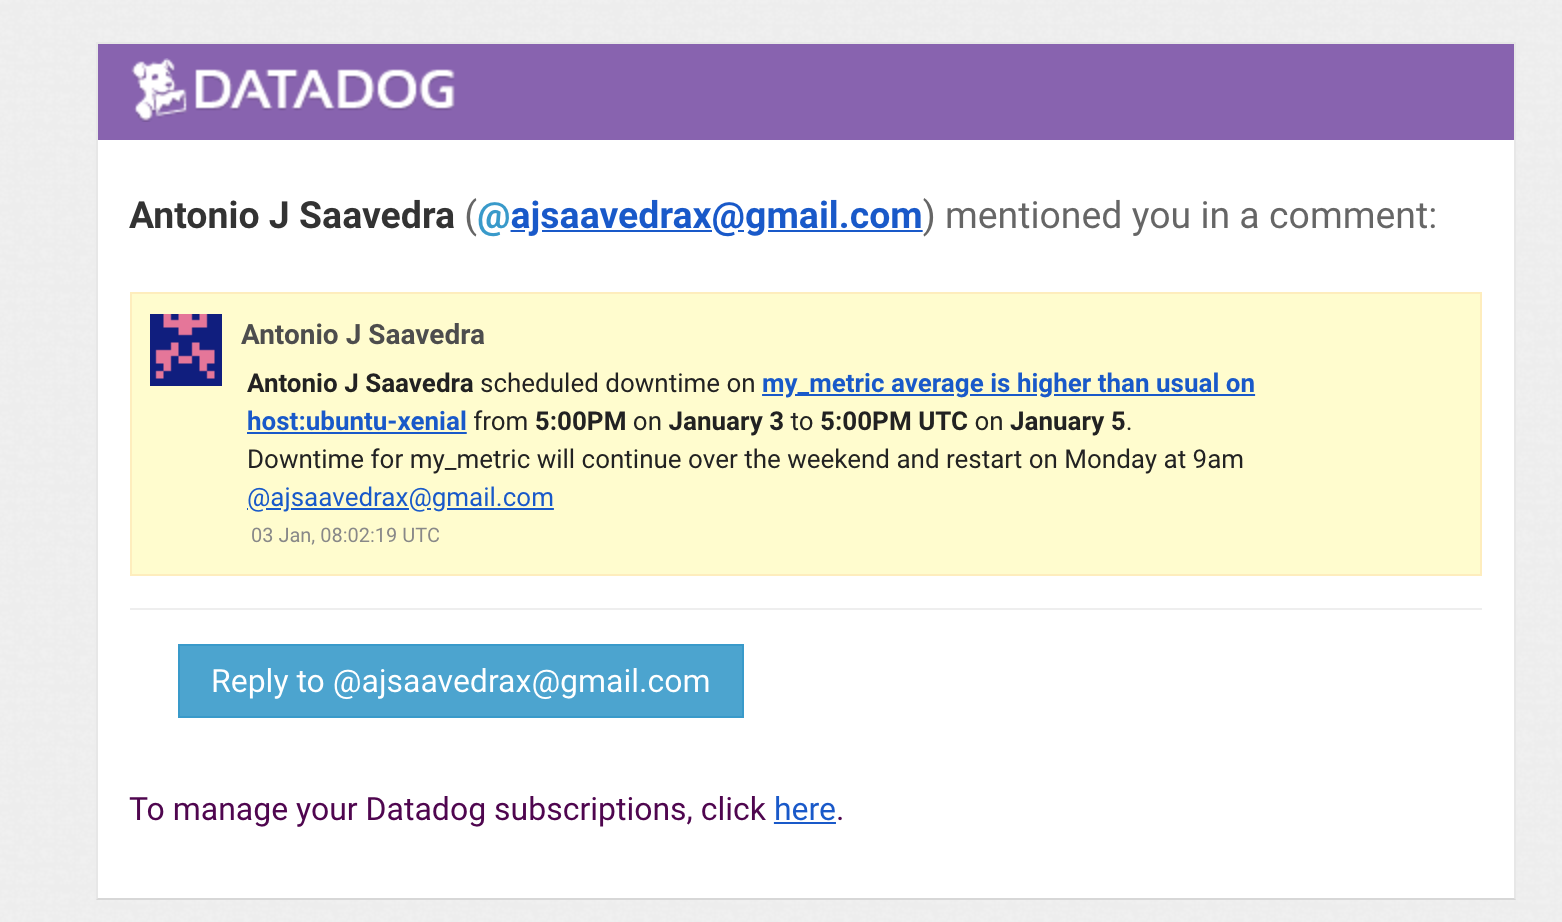 DATADOG
Antonio J Saavedra (@ajsaavedrax@gmail.com) mentioned you in a comment:
Antonio J Saavedra
Antonio J Saavedra scheduled downtime on my_metric average is higher than usual on
host:ubuntu-xenial from 5:00PM on January 3 to 5:00PM UTC on January 5.
Downtime for my_metric will continue over the weekend and restart on Monday at 9am
@ajsaavedrax@gmail.com
03 Jan, 08:02:19 UTC
Reply to @ajsaavedrax@gmail.com
To manage your Datadog subscriptions, click here.